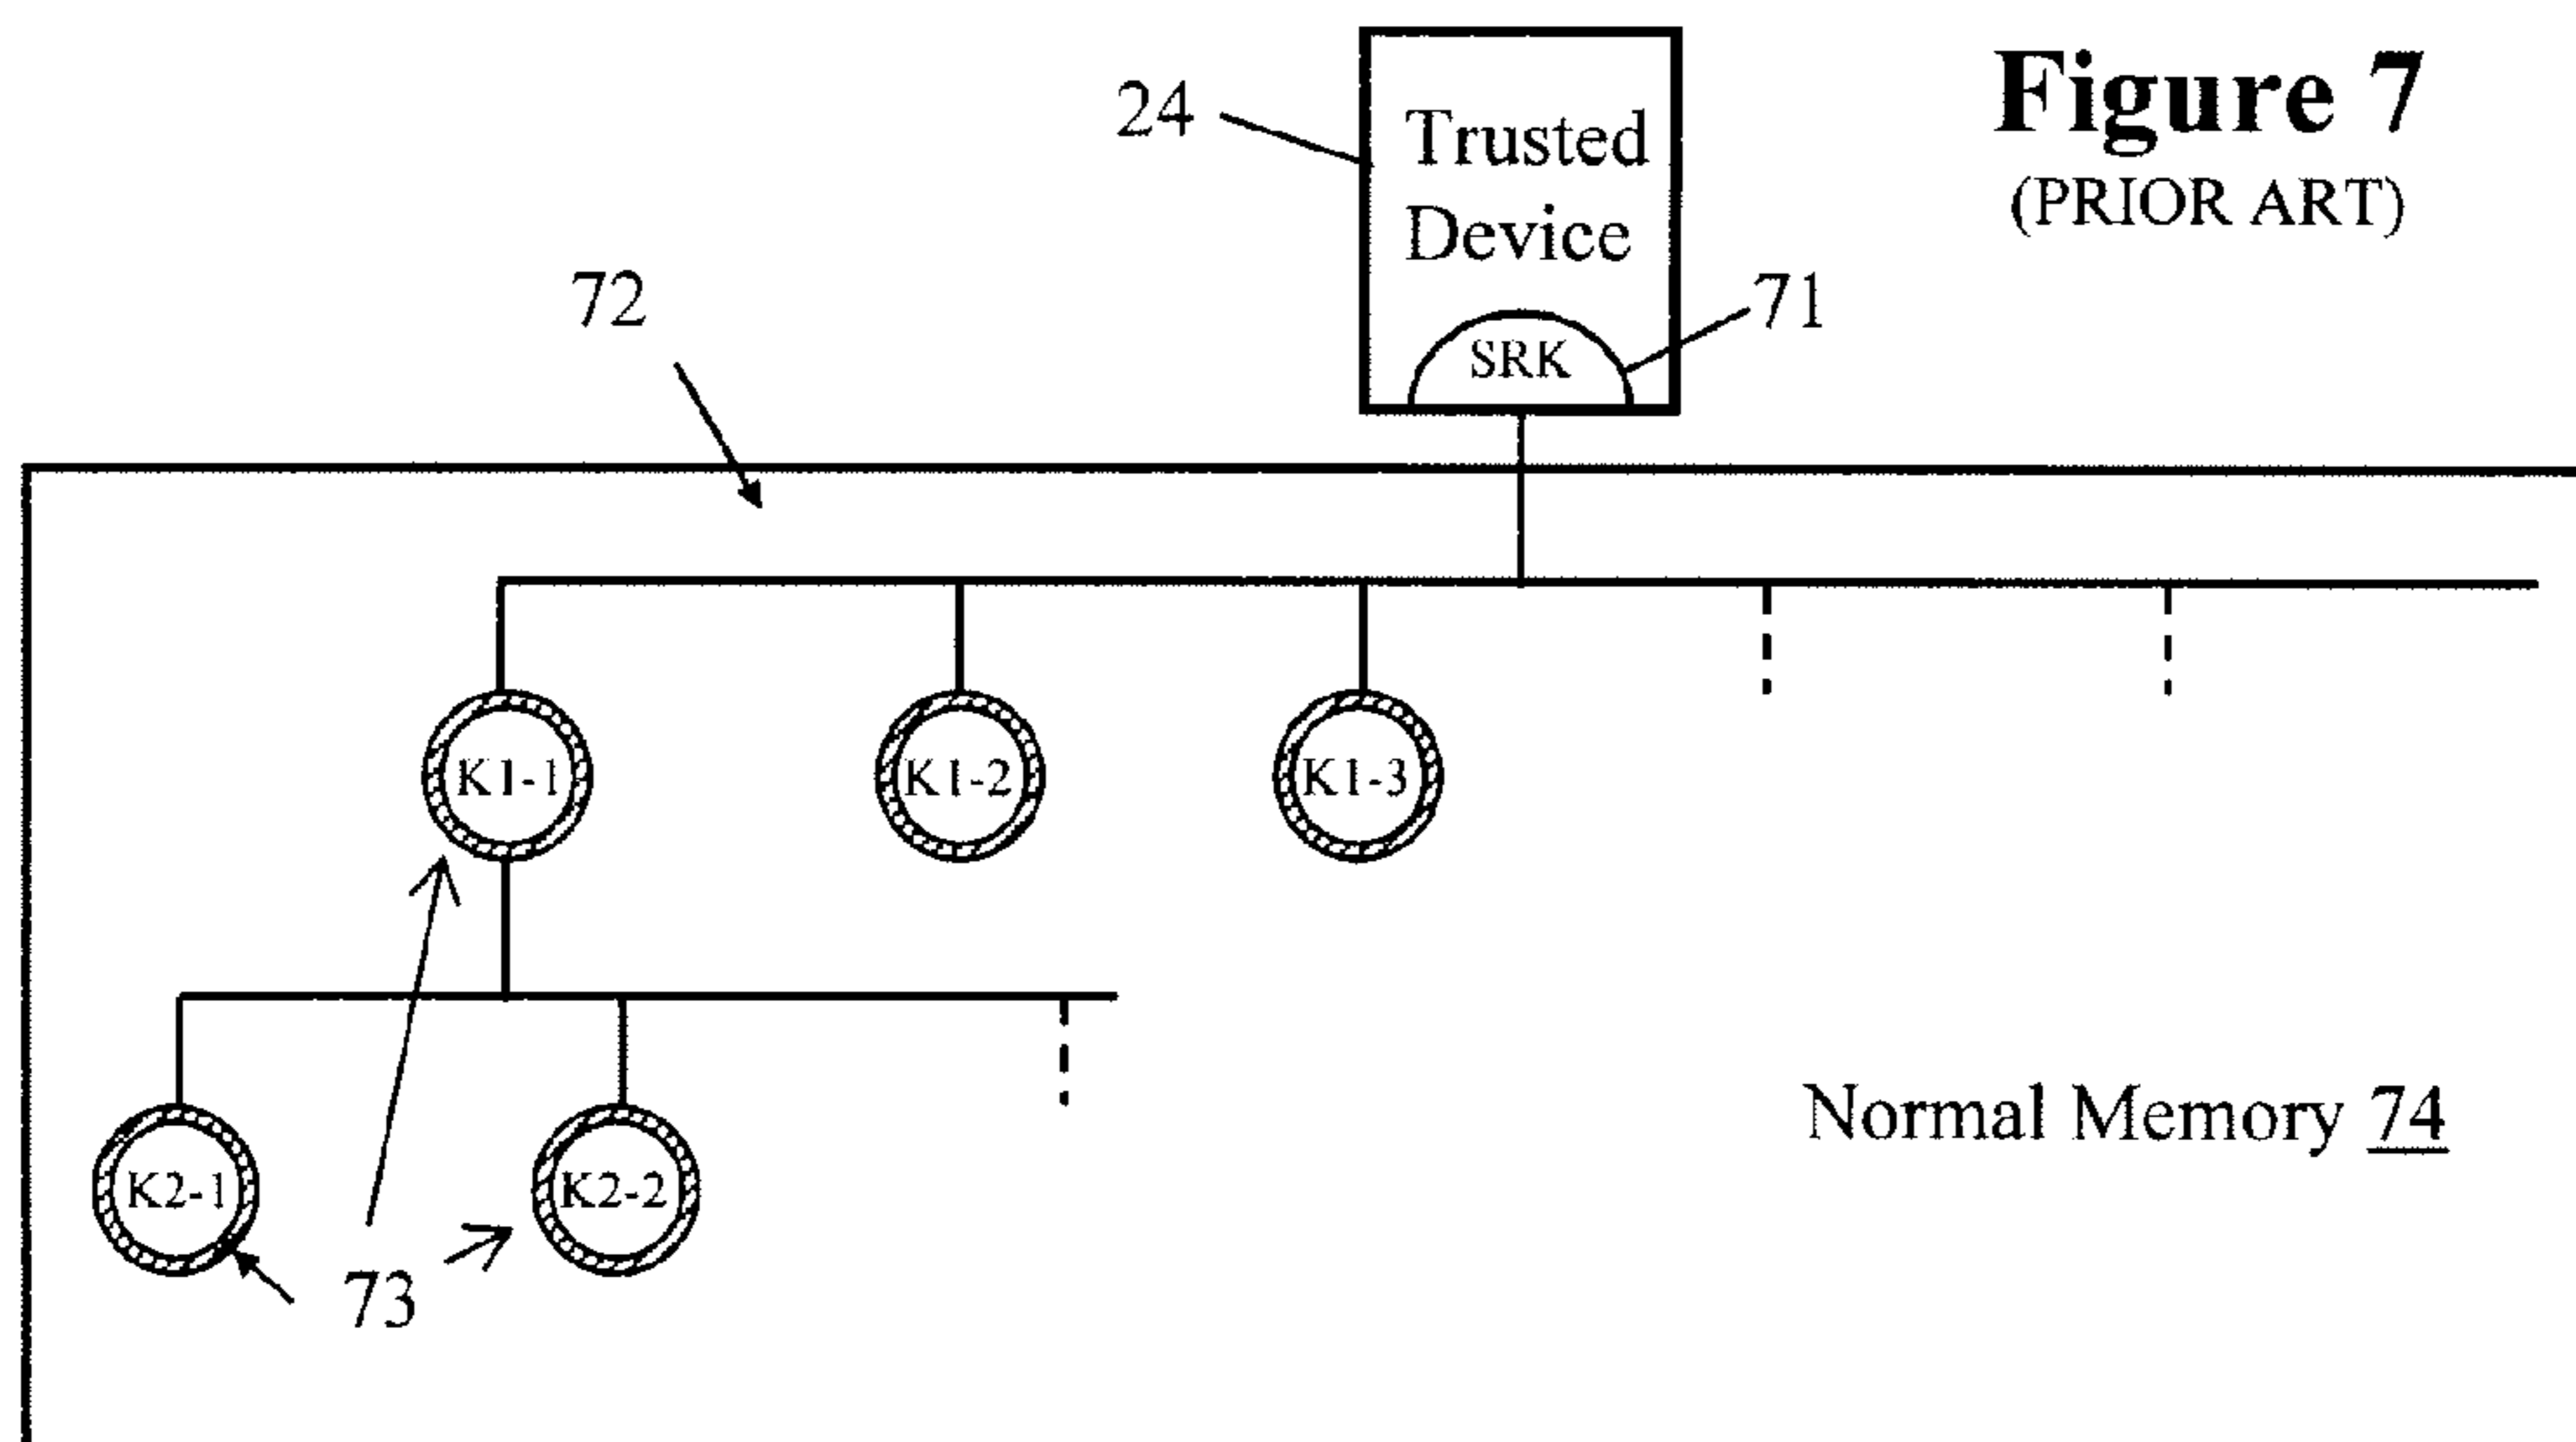 Figure 7
(PRIOR ART)
24
Trusted
Device
71
SRK
72
K1-1
K1-2
K1-3
Normal Memory 74
K2-1
K2-2
73